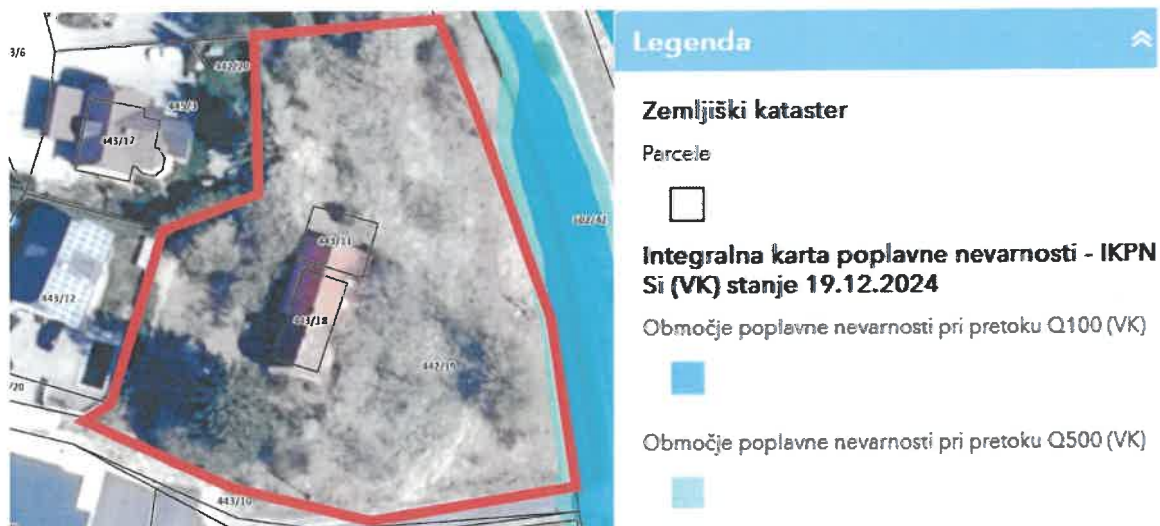 3/6
442/20
443/3
443/17
443/11
443/12
443/18
442/19
/20
443/10
Legenda
Zemljiški kataster
Parcele
Integralna karta poplavne nevarnosti - IKPN
Si (VK) stanje 19.12.2024
Območje poplavne nevarnosti pri pretoku Q100 (VK)
Območje poplavne nevarnosti pri pretoku Q500 (VK)